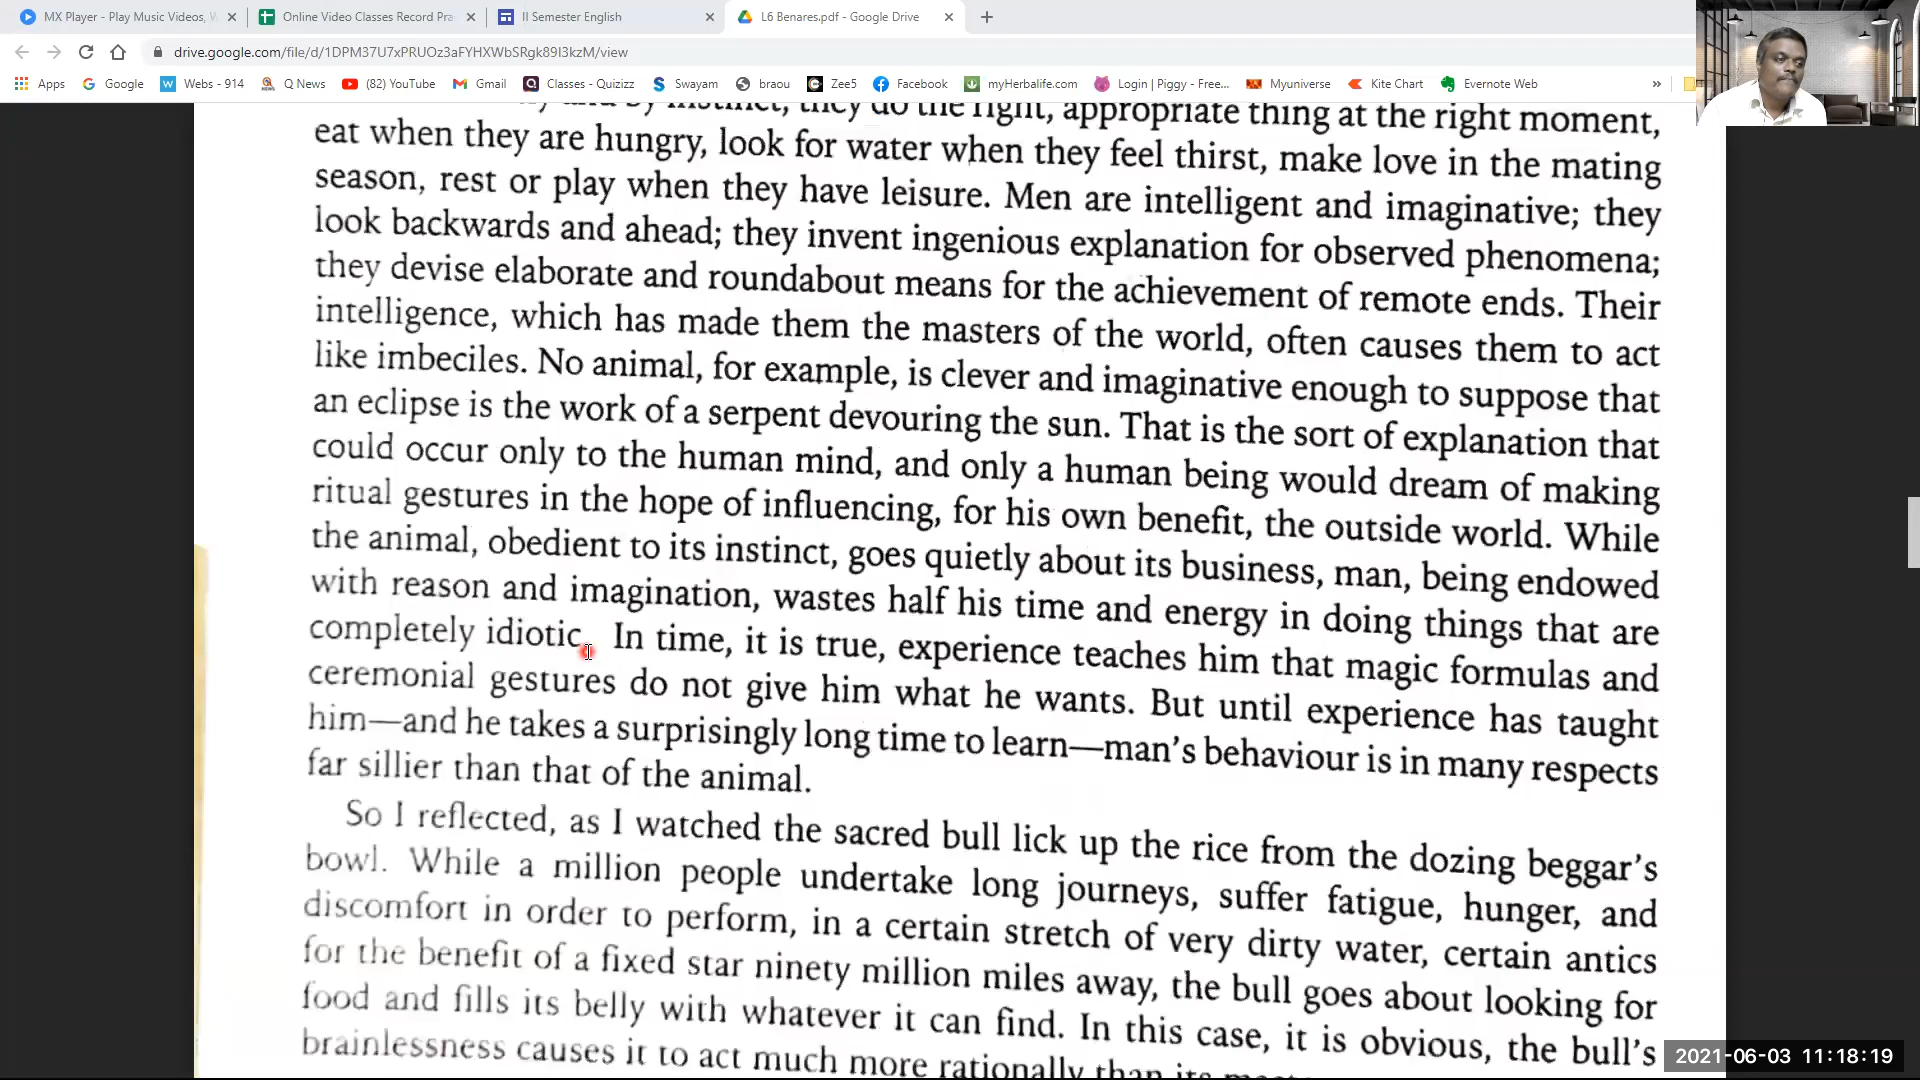 MX Player - Play Music Videos, W
Online Video Classes Record Pra
II Semester English
L6 Benares.pdf - Google Drive
drive.google.com/file/d/1DPM37U7xPRUOz3aFYHXWbSRgk89I3kzM/view
Apps Google Webs - 914 Q News (82) YouTube Gmail Classes - Quizizz Swayam braou Zee5 Facebook myHerbalife.com Login | Piggy - Free... Myuniverse Kite Chart Evernote Web »
and by instinct, they do the right, appropriate thing at the right moment,
eat when they are hungry, look for water when they feel thirst, make love in the mating
season, rest or play when they have leisure. Men are intelligent and imaginative; they
look backwards and ahead; they invent ingenious explanation for observed phenomena;
they devise elaborate and roundabout means for the achievement of remote ends. Their
intelligence, which has made them the masters of the world, often causes them to act
like imbeciles. No animal, for example, is clever and imaginative enough to suppose that
an eclipse is the work of a serpent devouring the sun. That is the sort of explanation that
could occur only to the human mind, and only a human being would dream of making
ritual gestures in the hope of influencing, for his own benefit, the outside world. While
the animal, obedient to its instinct, goes quietly about its business, man, being endowed
with reason and imagination, wastes half his time and energy in doing things that are
completely idiotic. In time, it is true, experience teaches him that magic formulas and
ceremonial gestures do not give him what he wants. But until experience has taught
him—and he takes a surprisingly long time to learn—man's behaviour is in many respects
far sillier than that of the animal.
So I reflected, as I watched the sacred bull lick up the rice from the dozing beggar's
bowl. While a million people undertake long journeys, suffer fatigue, hunger, and
discomfort in order to perform, in a certain stretch of very dirty water, certain antics
for the benefit of a fixed star ninety million miles away, the bull goes about looking for
food and fills its belly with whatever it can find. In this case, it is obvious, the bull's
brainlessness causes it to act much more rationally than its
2021-06-03 11:18:19